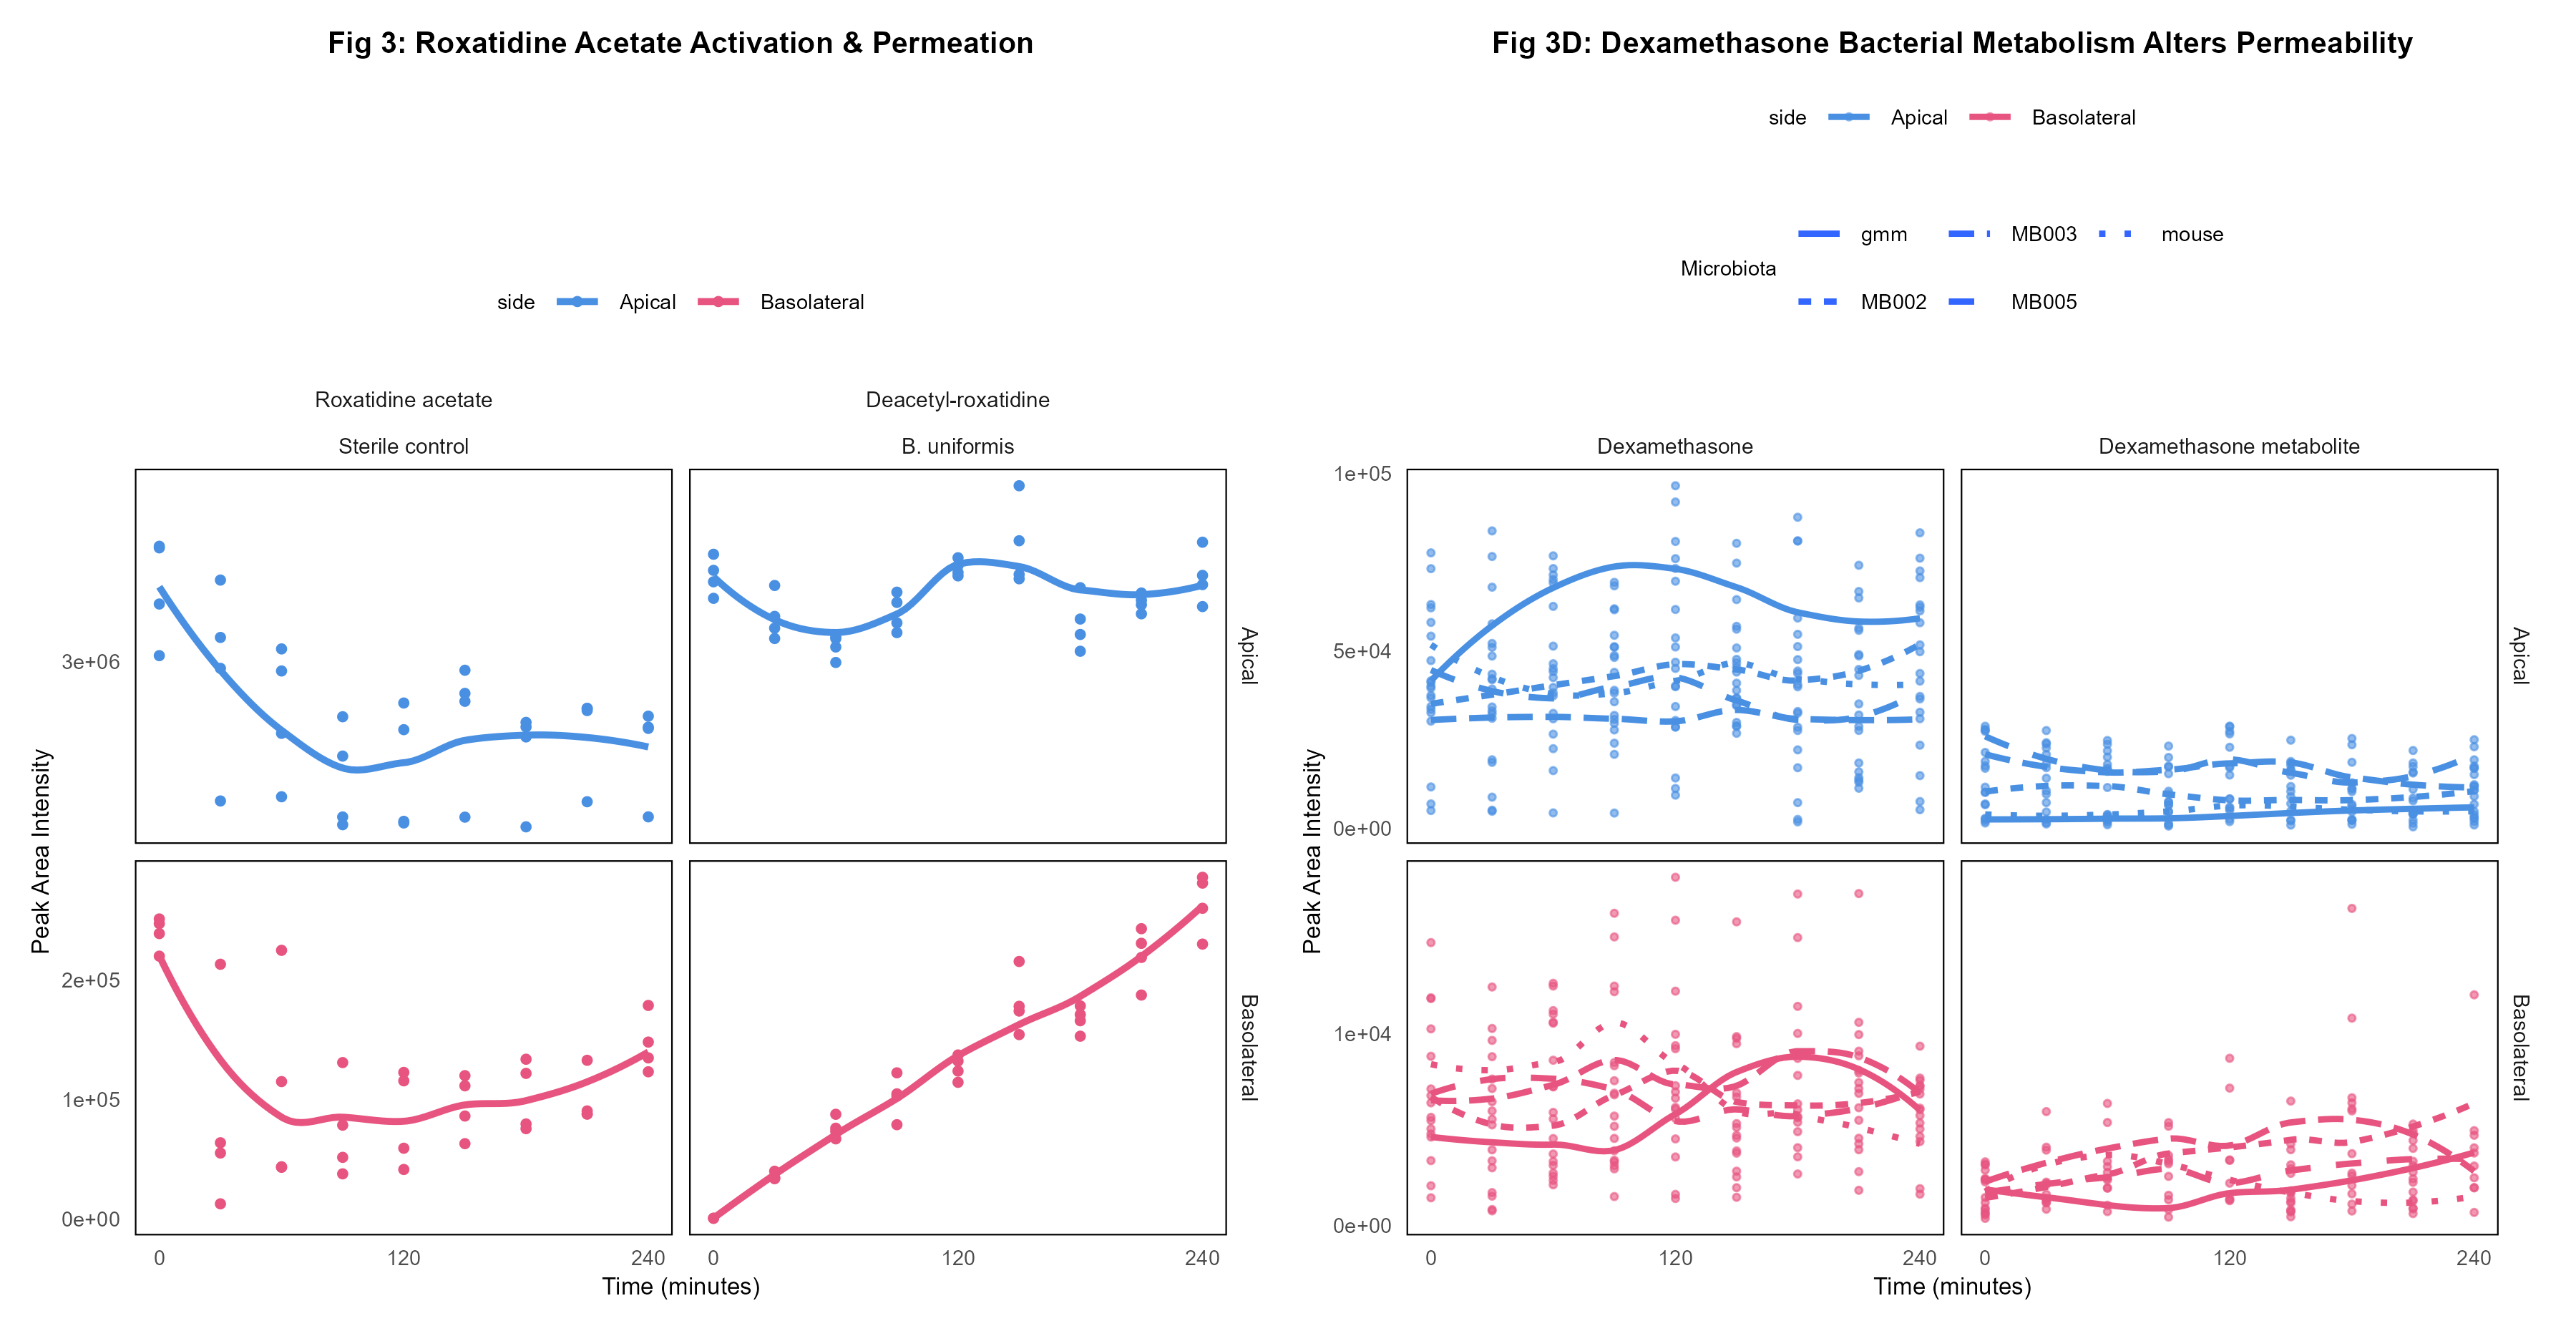 Fig 3: Roxatidine Acetate Activation & Permeation
side Apical Basolateral
Roxatidine acetate Deacetyl-roxatidine
Sterile control B. uniformis
Peak Area Intensity
3e+06
Apical
2e+05
1e+05
0e+00
Basolateral
0 120 240 0 120 240
Time (minutes)
Fig 3D: Dexamethasone Bacterial Metabolism Alters Permeability
side Apical Basolateral
Microbiota
gmm MB003 mouse
MB002 MB005
Dexamethasone Dexamethasone metabolite
Peak Area Intensity
1e+05
5e+04
0e+00
Apical
1e+04
0e+00
Basolateral
0 120 240 0 120 240
Time (minutes)